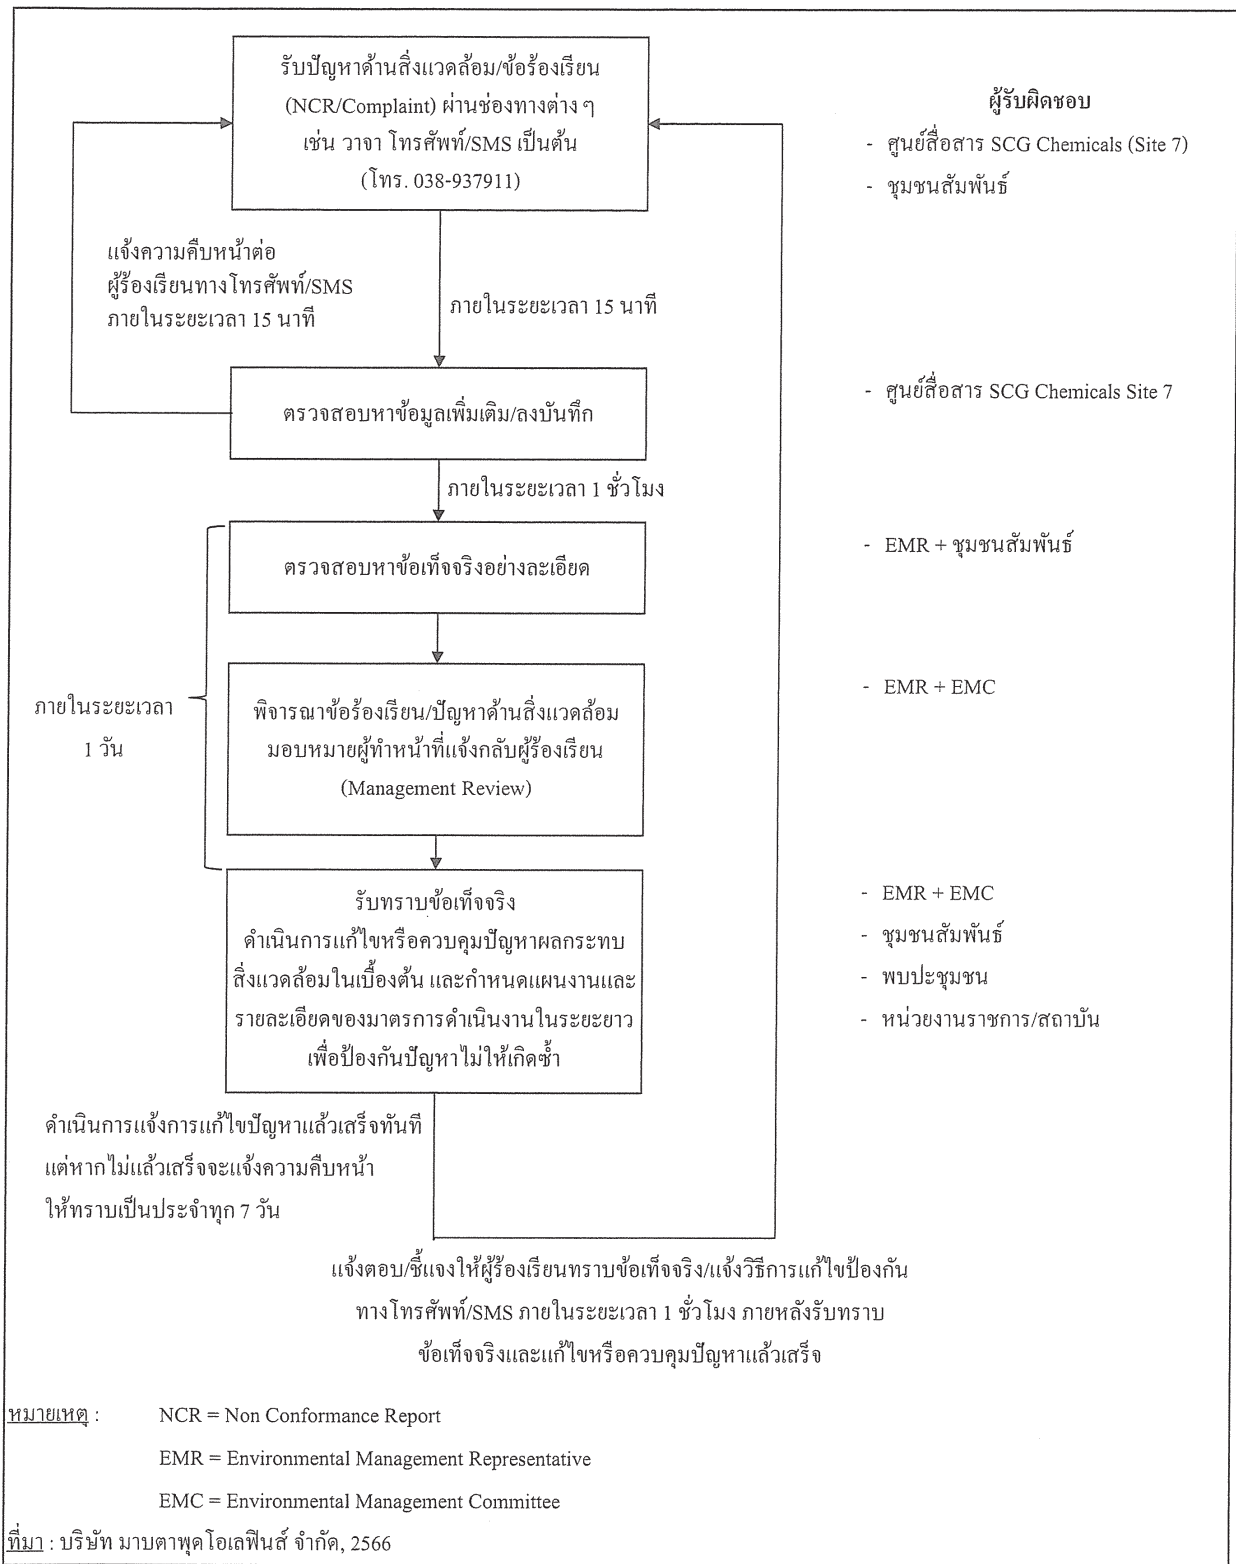 รับปัญหาด้านสิ่งแวดล้อม/ข้อร้องเรียน
(NCR/Complaint) ผ่านช่องทางต่าง ๆ
เช่น วาจา โทรศัพท์/SMS เป็นต้น
(โทร. 038-937911)
ผู้รับผิดชอบ
- ศูนย์สื่อสาร SCG Chemicals (Site 7)
- ชุมชนสัมพันธ์
แจ้งความคืบหน้าต่อ
ผู้ร้องเรียนทางโทรศัพท์/SMS
ภายในระยะเวลา 15 นาที
ภายในระยะเวลา 15 นาที
ตรวจสอบหาข้อมูลเพิ่มเติม/ลงบันทึก
- ศูนย์สื่อสาร SCG Chemicals Site 7
ภายในระยะเวลา 1 ชั่วโมง
ตรวจสอบหาข้อเท็จจริงอย่างละเอียด
- EMR + ชุมชนสัมพันธ์
ภายในระยะเวลา
1 วัน
พิจารณาข้อร้องเรียน/ปัญหาด้านสิ่งแวดล้อม
มอบหมายผู้ทำหน้าที่แจ้งกลับผู้ร้องเรียน
(Management Review)
- EMR + EMC
รับทราบข้อเท็จจริง
ดำเนินการแก้ไขหรือควบคุมปัญหาผลกระทบ
สิ่งแวดล้อมในเบื้องต้น และกำหนดแผนงานและ
รายละเอียดของมาตรการดำเนินงานในระยะยาว
เพื่อป้องกันปัญหาไม่ให้เกิดซ้ำ
- EMR + EMC
- ชุมชนสัมพันธ์
- พบปะชุมชน
- หน่วยงานราชการ/สถาบัน
ดำเนินการแจ้งการแก้ไขปัญหาแล้วเสร็จทันที
แต่หากไม่แล้วเสร็จจะแจ้งความคืบหน้า
ให้ทราบเป็นประจำทุก 7 วัน
แจ้งตอบ/ชี้แจงให้ผู้ร้องเรียนทราบข้อเท็จจริง/แจ้งวิธีการแก้ไขป้องกัน
ทางโทรศัพท์/SMS ภายในระยะเวลา 1 ชั่วโมง ภายหลังรับทราบ
ข้อเท็จจริงและแก้ไขหรือควบคุมปัญหาแล้วเสร็จ
หมายเหตุ : NCR = Non Conformance Report
EMR = Environmental Management Representative
EMC = Environmental Management Committee
ที่มา : บริษัท มาบตาพุดโอเลฟินส์ จำกัด, 2566